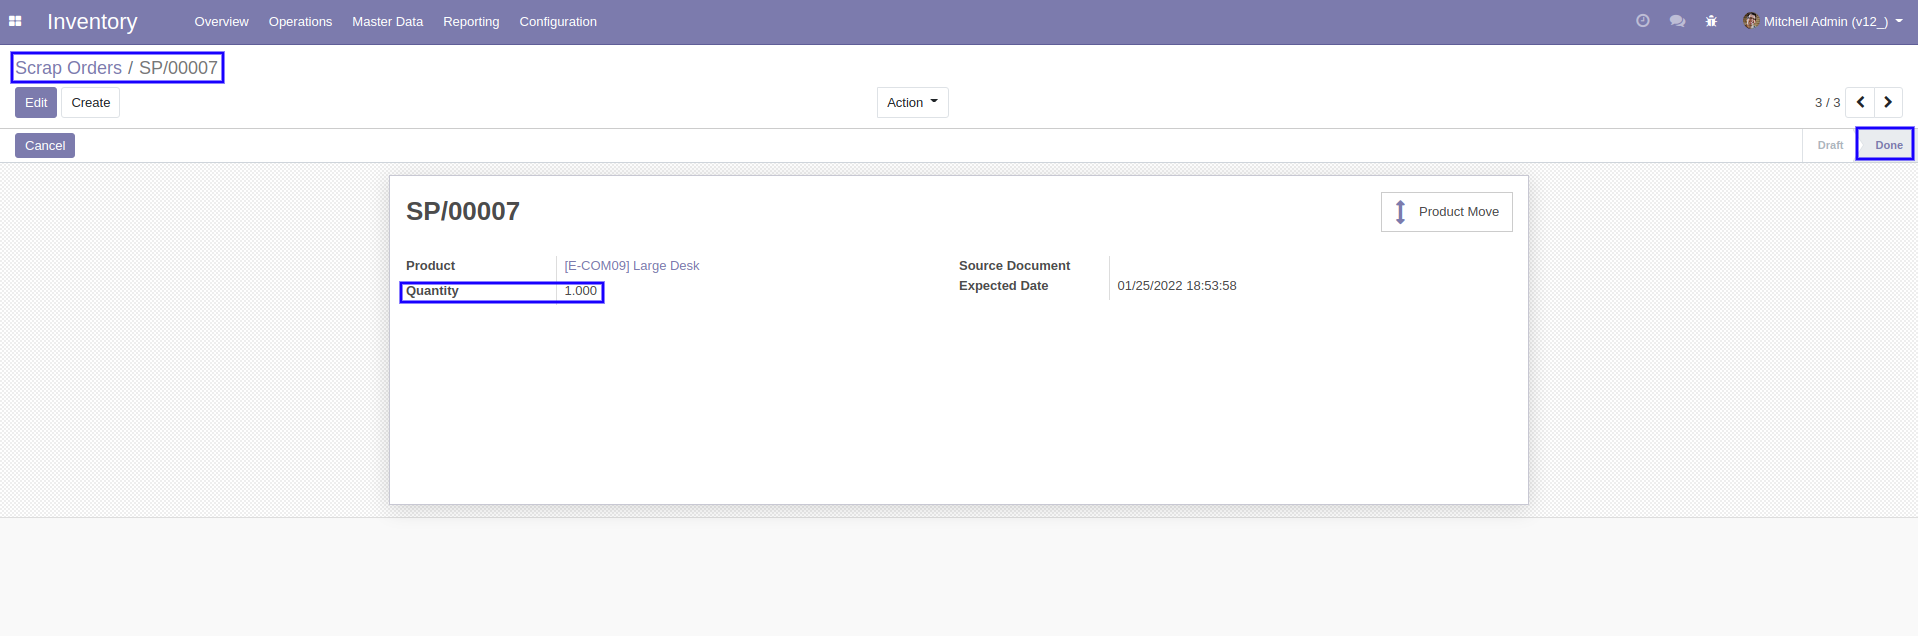 Inventory Overview Operations Master Data Reporting Configuration Mitchell Admin (v12_)
Scrap Orders / SP/00007
Edit Create Action 3 / 3
Cancel Draft Done
SP/00007 Product Move
Product [E-COM09] Large Desk Source Document
Quantity 1.000 Expected Date 01/25/2022 18:53:58